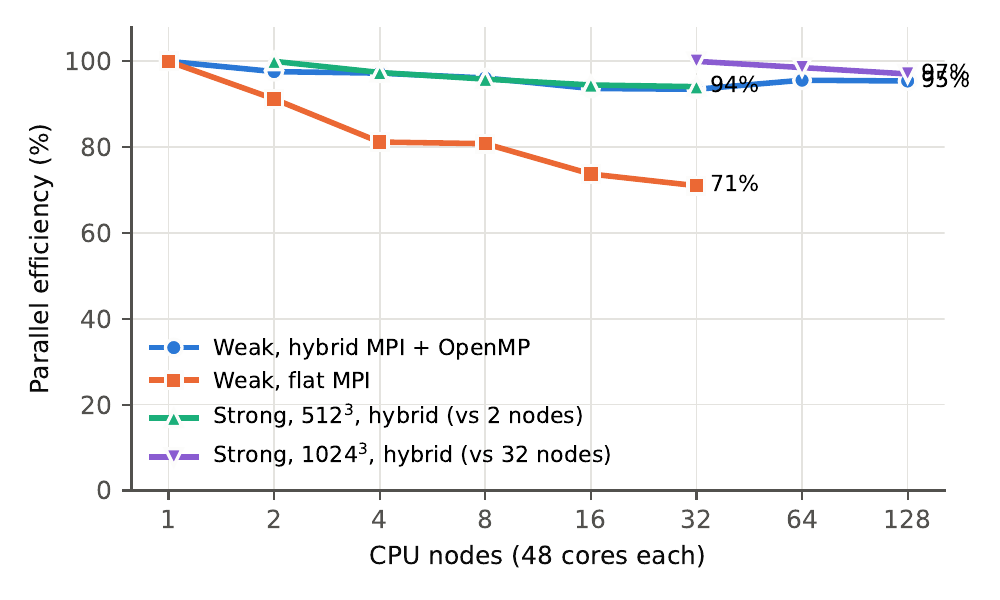 Parallel efficiency (%)
100
80
60
40
20
0
97%
95%
94%
71%
Weak, hybrid MPI + OpenMP
Weak, flat MPI
Strong, 512³, hybrid (vs 2 nodes)
Strong, 1024³, hybrid (vs 32 nodes)
1 2 4 8 16 32 64 128
CPU nodes (48 cores each)